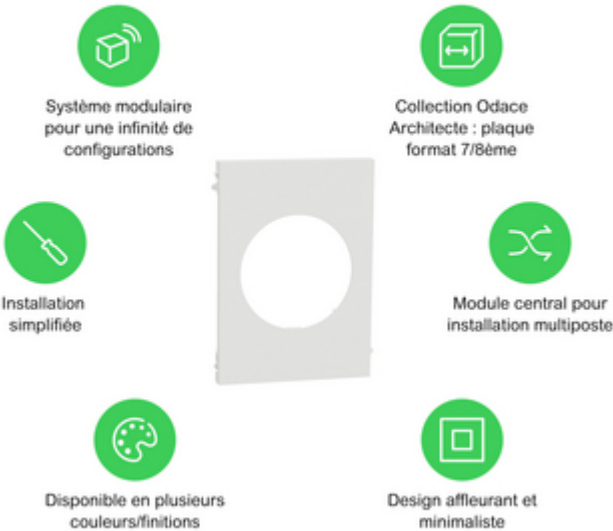 Système modulaire
pour une infinité de
configurations
Collection Odace
Architecte : plaque
format 7/8ème
Installation
simplifiée
Module central pour
installation multiposte
Disponible en plusieurs
couleurs/finitions
Design affleurant et
minimaliste